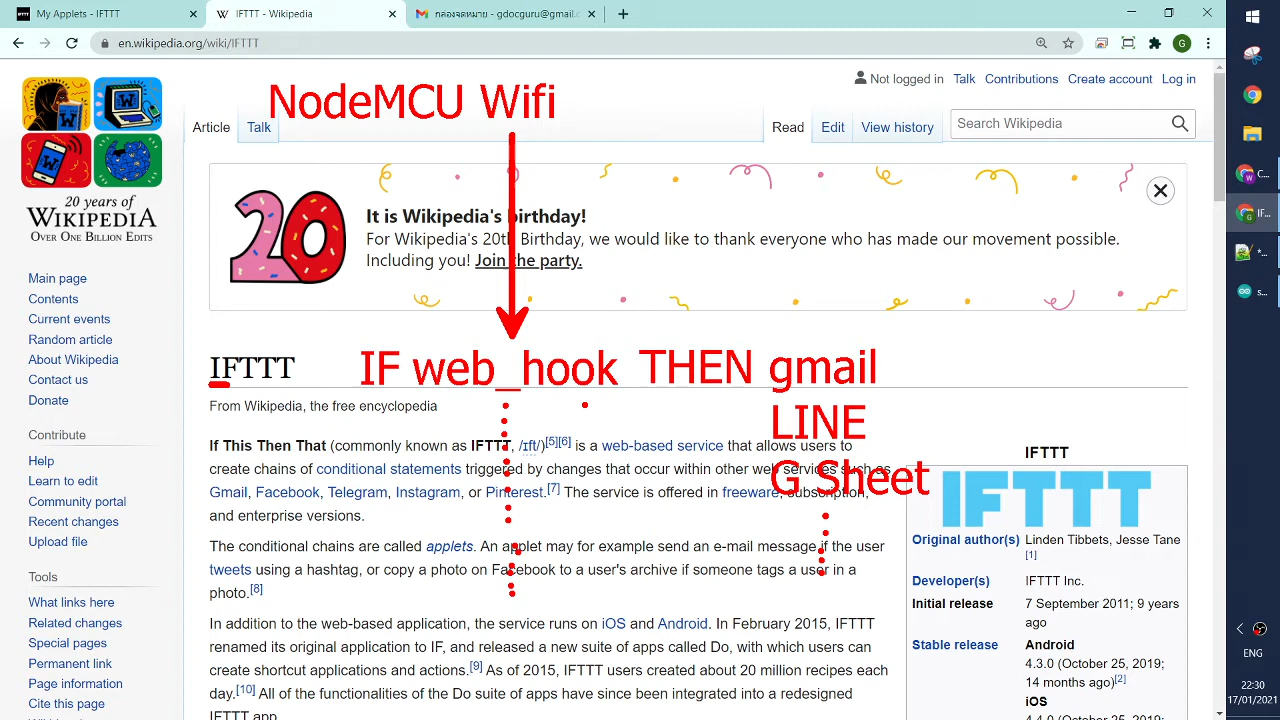 My Applets - IFTTT
IFTTT - Wikipedia
gdocguru@gmail.c
en.wikipedia.org/wiki/IFTTT
G
Not logged in Talk Contributions Create account Log in
NodeMCU Wifi
Article Talk
Read Edit View history
Search Wikipedia
20 years of
WIKIPEDIA
OVER ONE BILLION EDITS
20
It is Wikipedia's birthday!
For Wikipedia's 20th Birthday, we would like to thank everyone who has made our movement possible.
Including you! Join the party.
Main page
Contents
Current events
Random article
About Wikipedia
Contact us
Donate
Contribute
Help
Learn to edit
Community portal
Recent changes
Upload file
Tools
What links here
Related changes
Special pages
Permanent link
Page information
Cite this page
IFTTT
IF web_hook THEN gmail
LINE
G Sheet
From Wikipedia, the free encyclopedia
If This Then That (commonly known as IFTTT, /ɪft/)[5][6] is a web-based service that allows users to
create chains of conditional statements triggered by changes that occur within other web services such as
Gmail, Facebook, Telegram, Instagram, or Pinterest.[7] The service is offered in freeware, subscription,
and enterprise versions.
The conditional chains are called applets. An applet may for example send an e-mail message if the user
tweets using a hashtag, or copy a photo on Facebook to a user's archive if someone tags a user in a
photo.[8]
In addition to the web-based application, the service runs on iOS and Android. In February 2015, IFTTT
renamed its original application to IF, and released a new suite of apps called Do, with which users can
create shortcut applications and actions.[9] As of 2015, IFTTT users created about 20 million recipes each
day.[10] All of the functionalities of the Do suite of apps have since been integrated into a redesigned
IFTTT app.
IFTTT
IFTTT
Original author(s) Linden Tibbets, Jesse Tane
[1]
Developer(s) IFTTT Inc.
Initial release 7 September 2011; 9 years
ago
Stable release Android
4.3.0 (October 25, 2019;
14 months ago)[2]
iOS
C...
IF...
*...
s...
ENG
22:30
17/01/2021